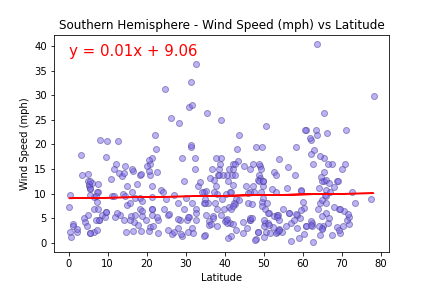 Southern Hemisphere - Wind Speed (mph) vs Latitude
y = 0.01x + 9.06
Wind Speed (mph)
40
35
30
25
20
15
10
5
0
0 10 20 30 40 50 60 70 80
Latitude